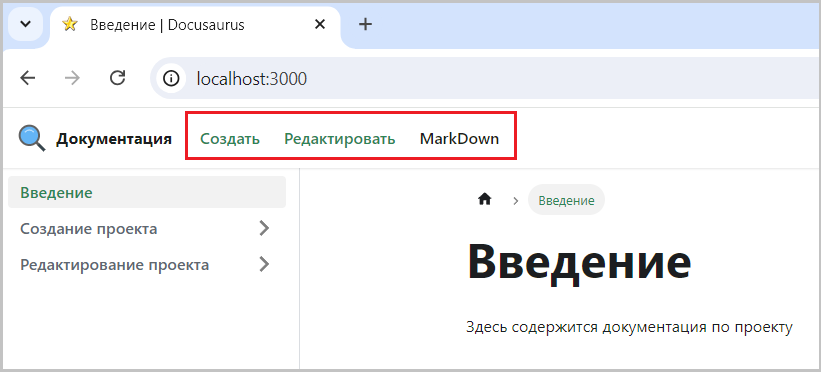 Введение | Docusaurus
localhost:3000
Документация Создать Редактировать MarkDown
Введение
Создание проекта
Редактирование проекта
Введение
Введение
Здесь содержится документация по проекту